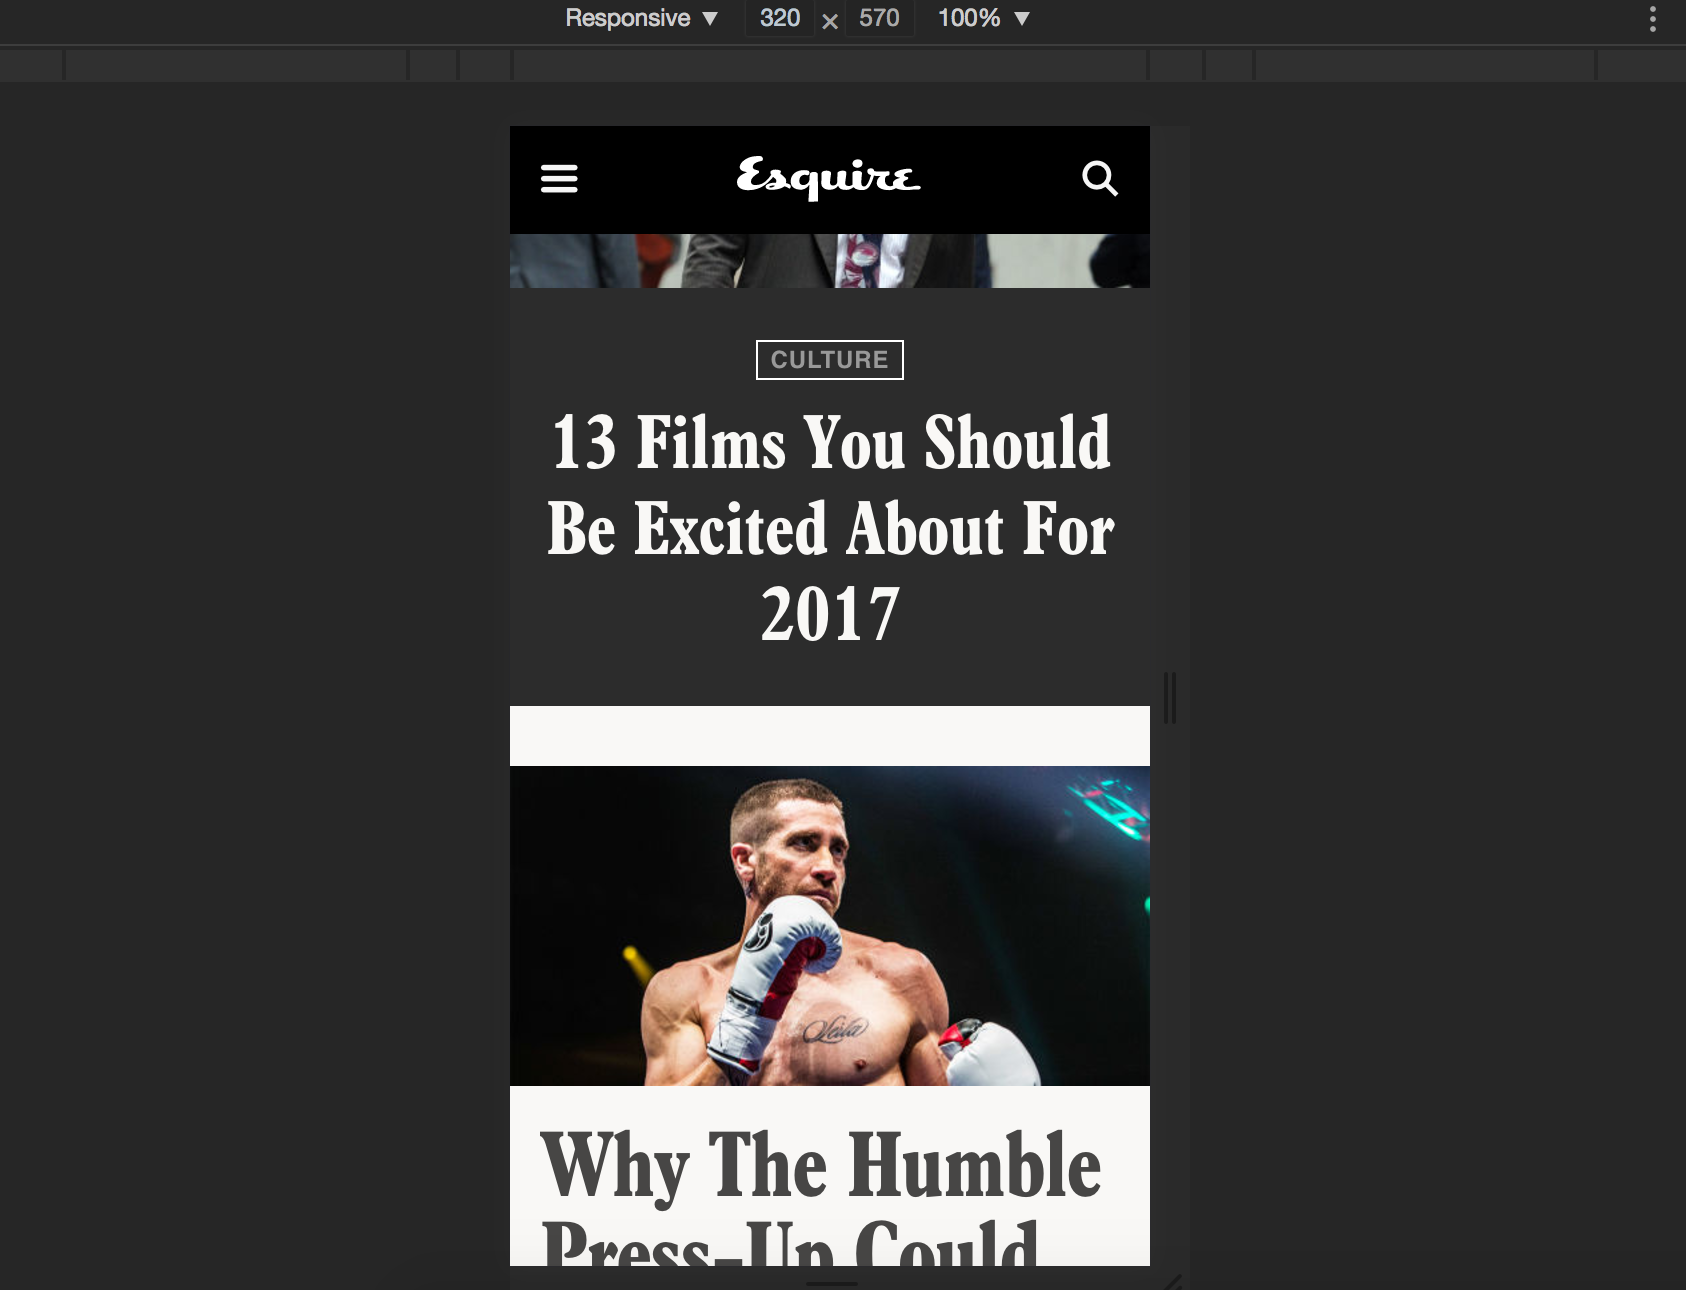 Responsive ▼ 320 × 570 100% ▼
Esquire
CULTURE
13 Films You Should
Be Excited About For
2017
Leila
Why The Humble
Press-Up Could